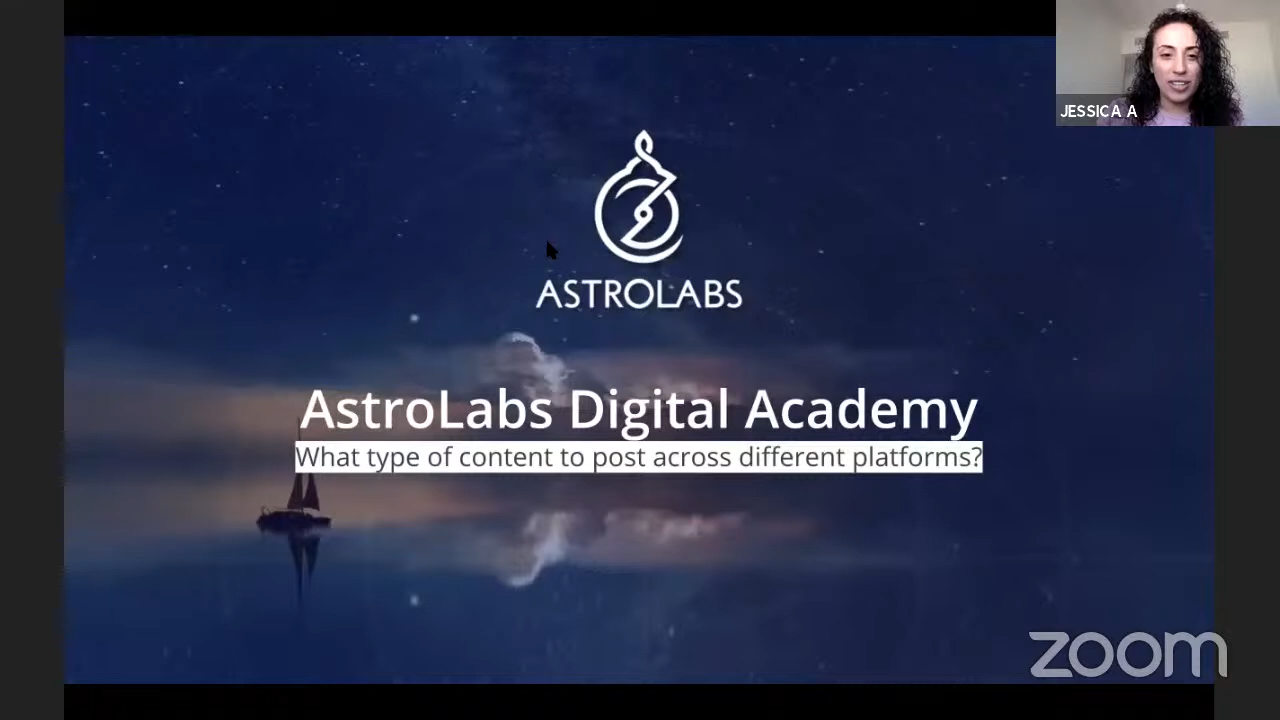 JESSICA A
ASTROLABS
AstroLabs Digital Academy
What type of content to post across different platforms?
zoom